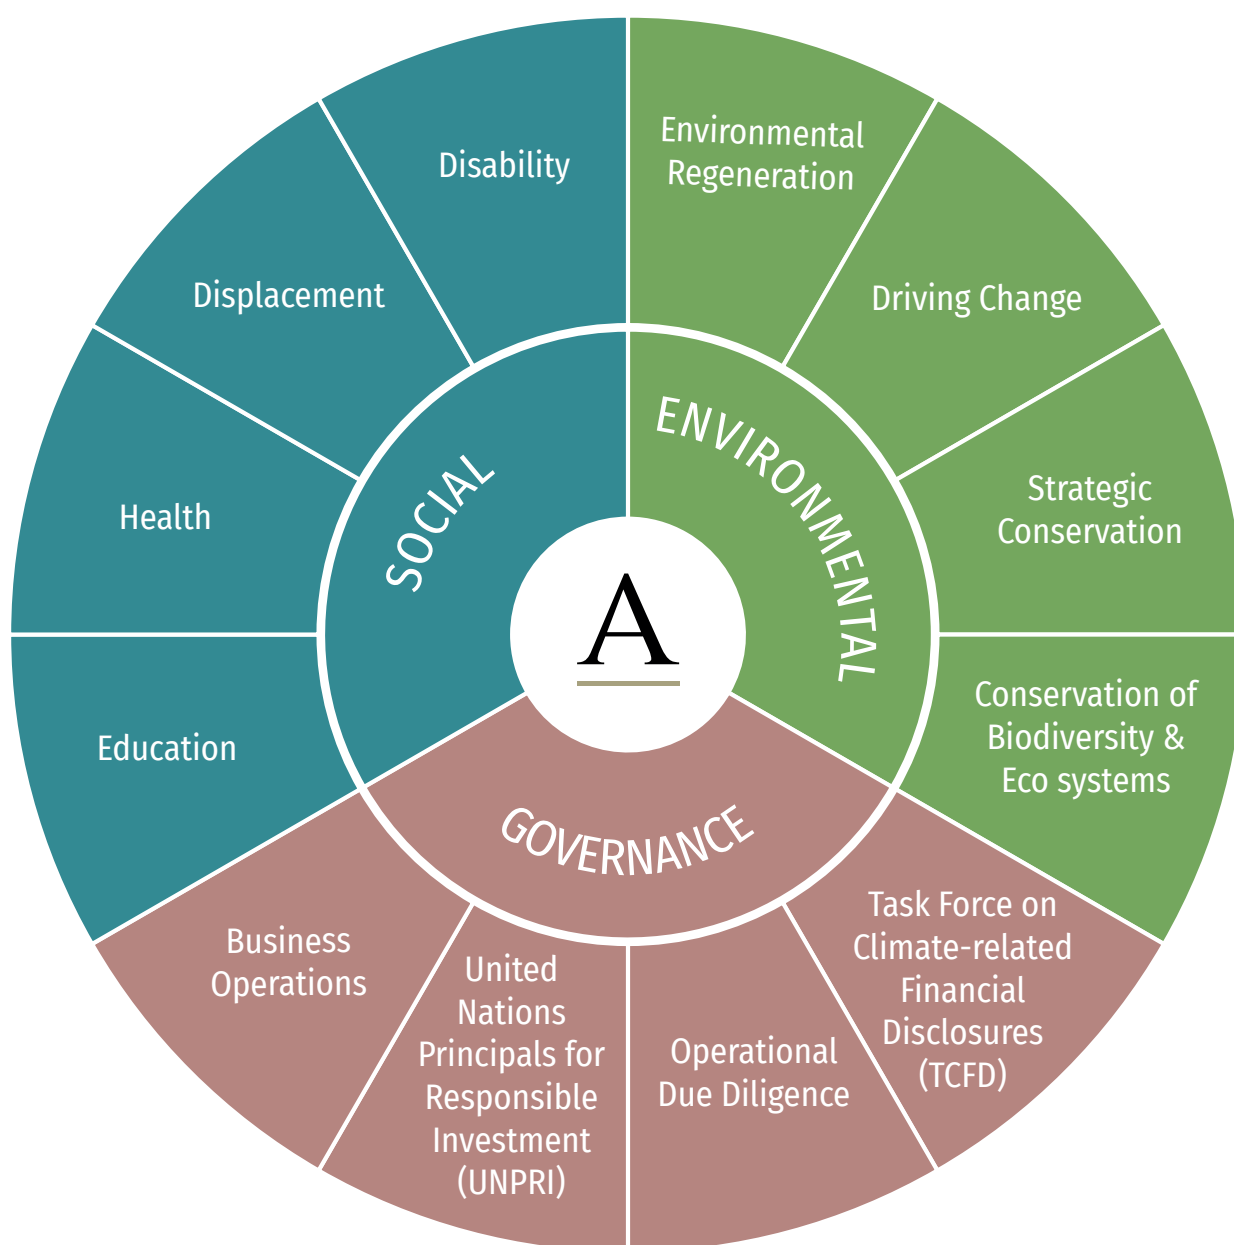 Disability
Environmental
Regeneration
Displacement
Driving Change
Health
Strategic
Conservation
Education
Conservation of
Biodiversity &
Eco systems
SOCIAL
ENVIRONMENTAL
A
GOVERNANCE
Business
Operations
United
Nations
Principals for
Responsible
Investment
(UNPRI)
Operational
Due Diligence
Task Force on
Climate-related
Financial
Disclosures
(TCFD)